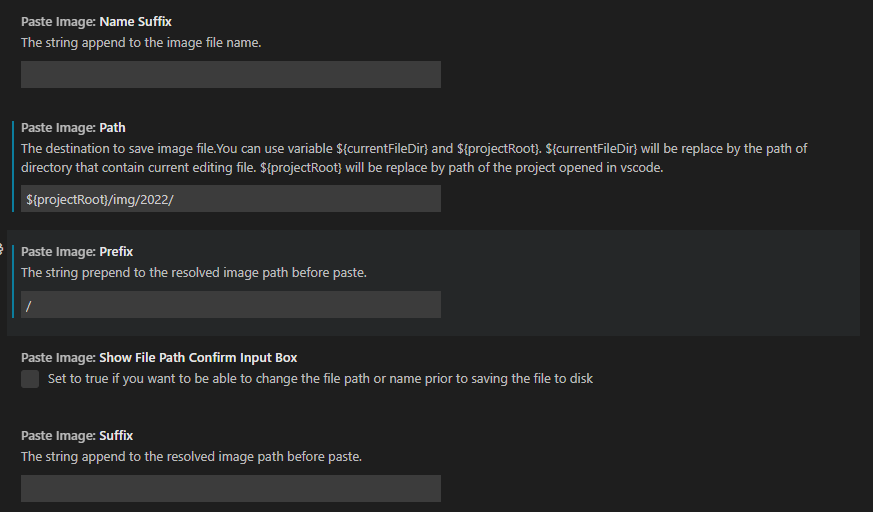 Paste Image: Name Suffix
The string append to the image file name.
Paste Image: Path
The destination to save image file.You can use variable ${currentFileDir} and ${projectRoot}. ${currentFileDir} will be replace by the path of
directory that contain current editing file. ${projectRoot} will be replace by path of the project opened in vscode.
${projectRoot}/img/2022/
Paste Image: Prefix
The string prepend to the resolved image path before paste.
/
Paste Image: Show File Path Confirm Input Box
Set to true if you want to be able to change the file path or name prior to saving the file to disk
Paste Image: Suffix
The string append to the resolved image path before paste.